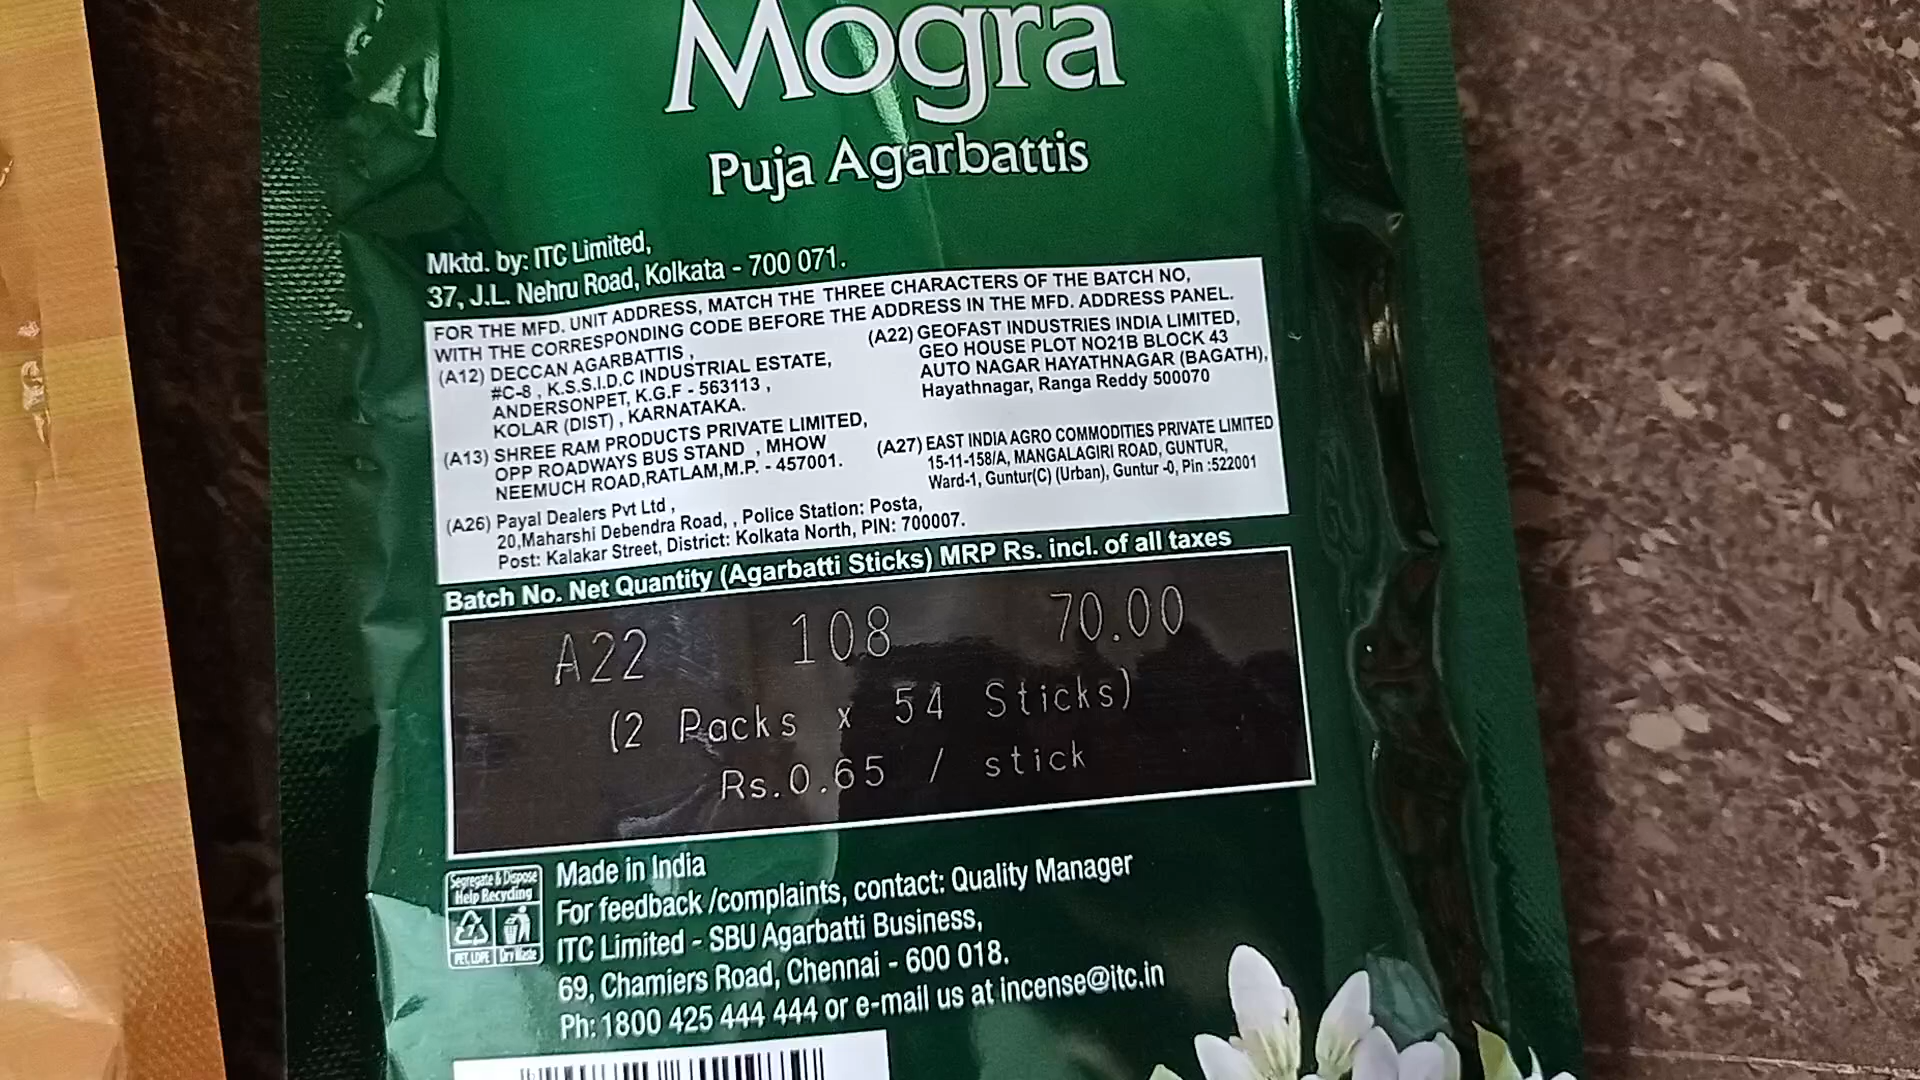 Mogra
Puja Agarbattis
Mktd. by: ITC Limited,
37, J.L. Nehru Road, Kolkata - 700 071.
FOR THE MFD. UNIT ADDRESS, MATCH THE THREE CHARACTERS OF THE BATCH NO,
WITH THE CORRESPONDING CODE BEFORE THE ADDRESS IN THE MFD. ADDRESS PANEL.
(A12) DECCAN AGARBATTIS ,
#C-8 , K.S.S.I.D.C INDUSTRIAL ESTATE,
ANDERSONPET, K.G.F - 563113 ,
KOLAR (DIST) , KARNATAKA.
(A13) SHREE RAM PRODUCTS PRIVATE LIMITED,
OPP ROADWAYS BUS STAND , MHOW
NEEMUCH ROAD,RATLAM,M.P. - 457001.
(A22) GEOFAST INDUSTRIES INDIA LIMITED,
GEO HOUSE PLOT NO21B BLOCK 43
AUTO NAGAR HAYATHNAGAR (BAGATH),
Hayathnagar, Ranga Reddy 500070
(A27) EAST INDIA AGRO COMMODITIES PRIVATE LIMITED
15-11-158/A, MANGALAGIRI ROAD, GUNTUR,
Ward-1, Guntur(C) (Urban), Guntur -0, Pin :522001
(A26) Payal Dealers Pvt Ltd ,
20,Maharshi Debendra Road, , Police Station: Posta,
Post: Kalakar Street, District: Kolkata North, PIN: 700007.
Batch No. Net Quantity (Agarbatti Sticks) MRP Rs. incl. of all taxes
A22 108 70.00
(2 Packs x 54 Sticks)
Rs.0.65 / stick
Segregate & Dispose
Help Recycling
PET, LDPE Dry Waste
Made in India
For feedback /complaints, contact: Quality Manager
ITC Limited - SBU Agarbatti Business,
69, Chamiers Road, Chennai - 600 018.
Ph: 1800 425 444 444 or e-mail us at incense@itc.in